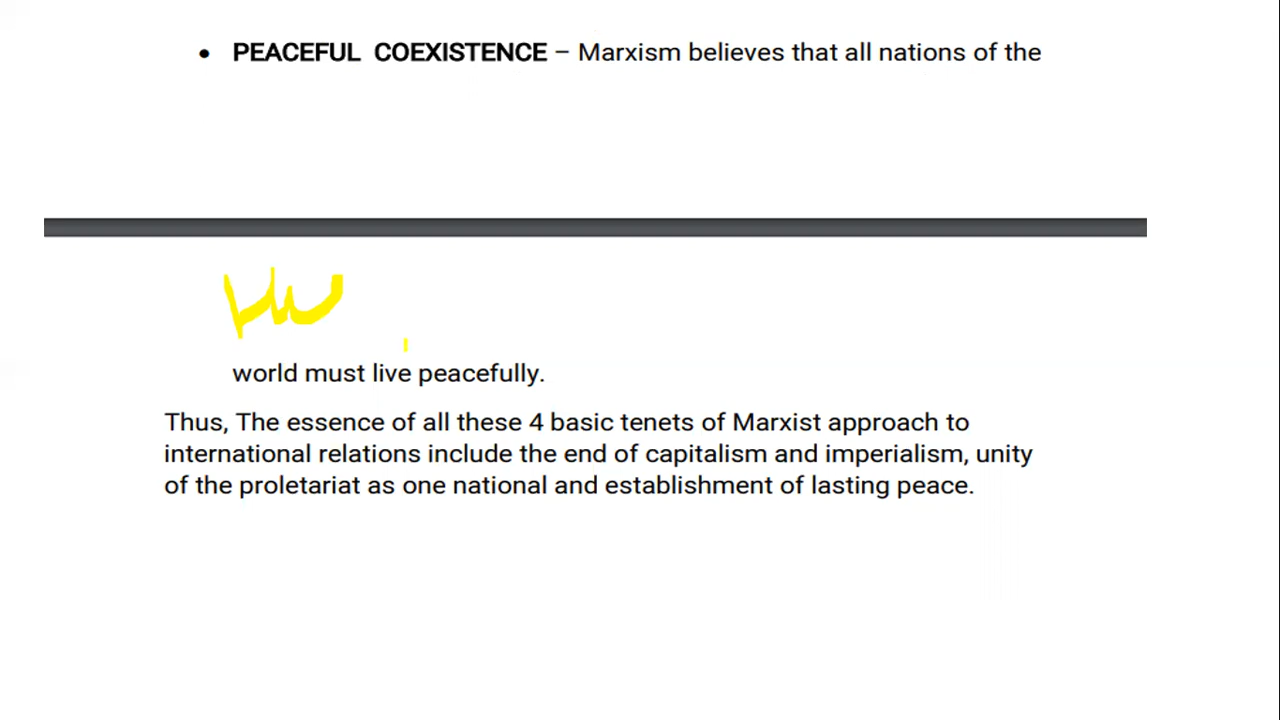 • PEACEFUL COEXISTENCE – Marxism believes that all nations of the
world must live peacefully.
Thus, The essence of all these 4 basic tenets of Marxist approach to
international relations include the end of capitalism and imperialism, unity
of the proletariat as one national and establishment of lasting peace.